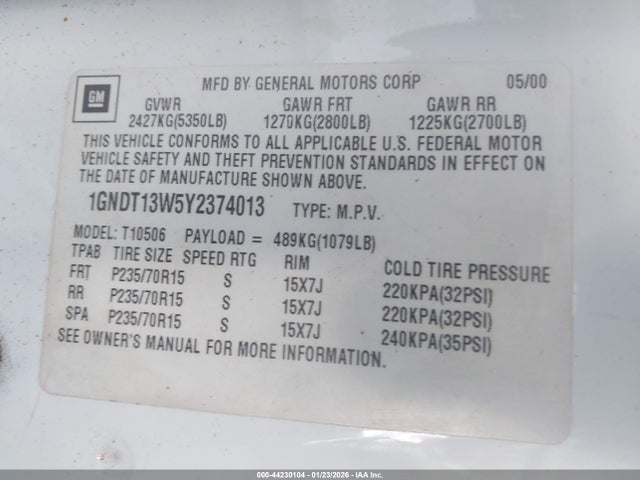 GM
MFD BY GENERAL MOTORS CORP 05/00
GVWR GAWR FRT GAWR RR
2427KG(5350LB) 1270KG(2800LB) 1225KG(2700LB)
THIS VEHICLE CONFORMS TO ALL APPLICABLE U.S. FEDERAL MOTOR
VEHICLE SAFETY AND THEFT PREVENTION STANDARDS IN EFFECT ON
THE DATE OF MANUFACTURE SHOWN ABOVE.
1GNDT13W5Y2374013 TYPE: M.P.V.
MODEL: T10506 PAYLOAD = 489KG(1079LB)
TPAB TIRE SIZE SPEED RTG RIM COLD TIRE PRESSURE
FRT P235/70R15 S 15X7J 220KPA(32PSI)
RR P235/70R15 S 15X7J 220KPA(32PSI)
SPA P235/70R15 S 15X7J 240KPA(35PSI)
SEE OWNER'S MANUAL FOR MORE INFORMATION.
000-44230104 - 01/23/2026 - IAA Inc.